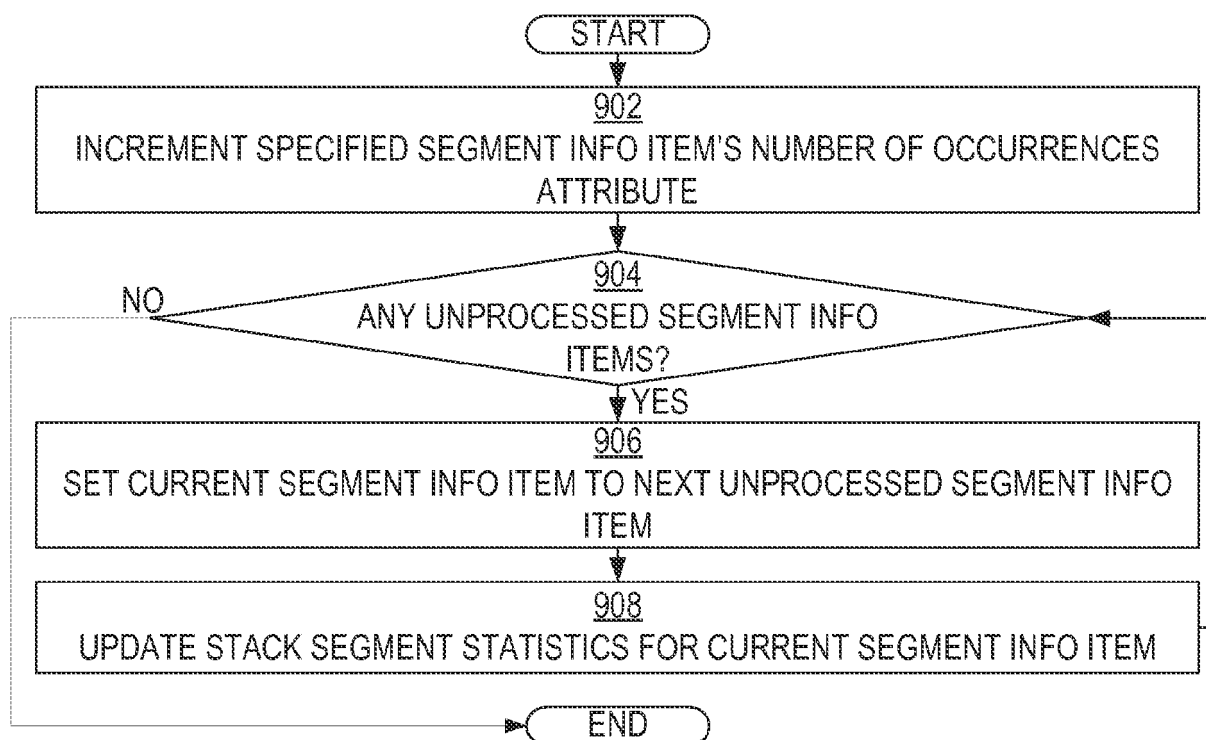 START
902
INCREMENT SPECIFIED SEGMENT INFO ITEM'S NUMBER OF OCCURRENCES
ATTRIBUTE
904
NO
ANY UNPROCESSED SEGMENT INFO
ITEMS?
YES
906
SET CURRENT SEGMENT INFO ITEM TO NEXT UNPROCESSED SEGMENT INFO
ITEM
908
UPDATE STACK SEGMENT STATISTICS FOR CURRENT SEGMENT INFO ITEM
END